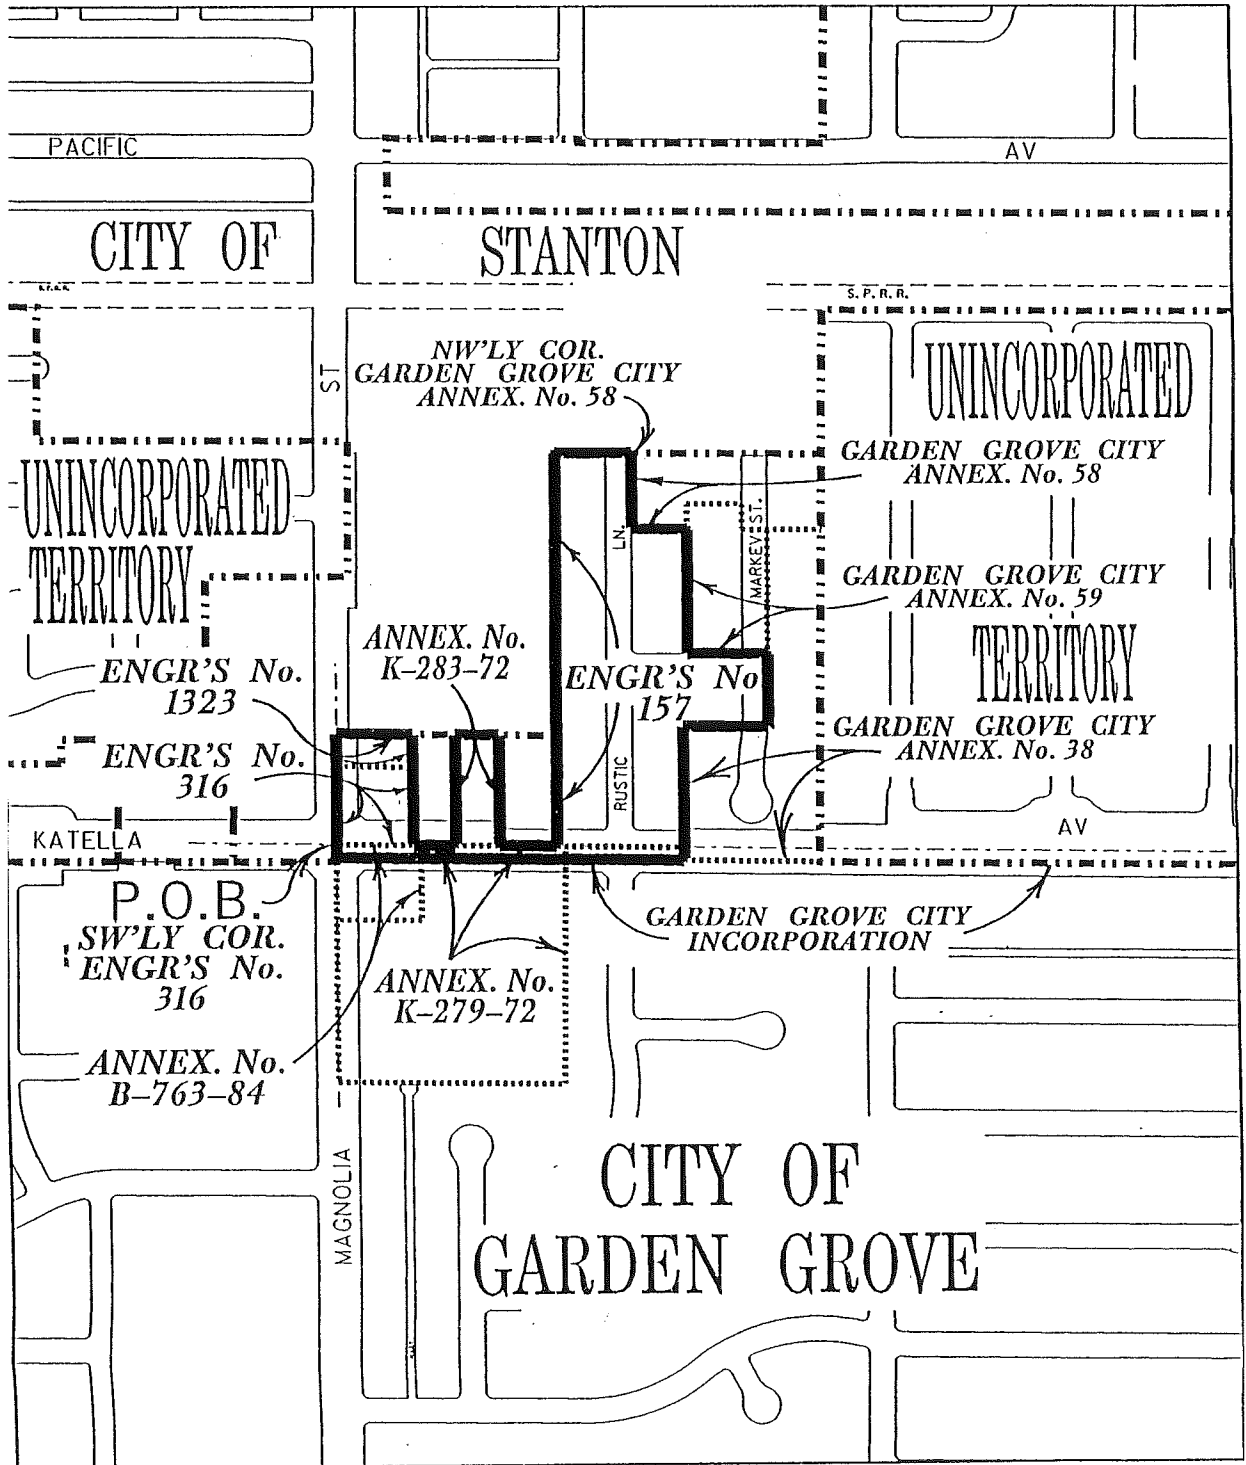 PACIFIC
AV
CITY OF
STANTON
S. P. R. R.
ST
NW'LY COR.
GARDEN GROVE CITY
ANNEX. No. 58
UNINCORPORATED
GARDEN GROVE CITY
ANNEX. No. 58
UNINCORPORATED
TERRITORY
LN.
MARKEV ST.
GARDEN GROVE CITY
ANNEX. No. 59
TERRITORY
ANNEX. No.
K-283-72
ENGR'S No.
1323
ENGR'S No
157
GARDEN GROVE CITY
ANNEX. No. 38
ENGR'S No.
316
RUSTIC
KATELLA
AV
P.O.B.
SW'LY COR.
ENGR'S No.
316
GARDEN GROVE CITY
INCORPORATION
ANNEX. No.
K-279-72
ANNEX. No.
B-763-84
MAGNOLIA
CITY OF
GARDEN GROVE